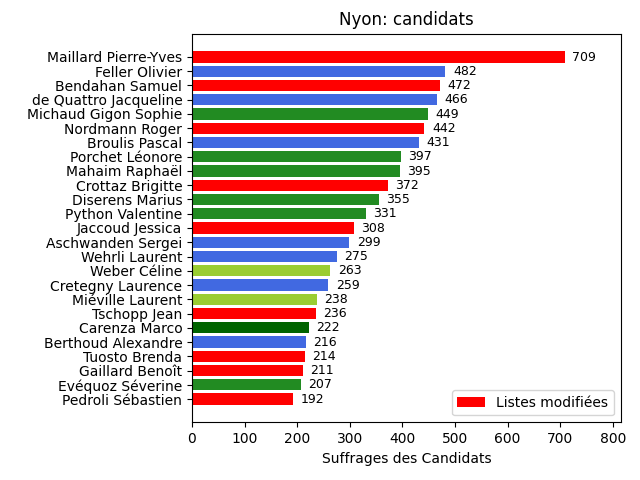 Nyon: candidats
Maillard Pierre-Yves 709
Feller Olivier 482
Bendahan Samuel 472
de Quattro Jacqueline 466
Michaud Gigon Sophie 449
Nordmann Roger 442
Broulis Pascal 431
Porchet Léonore 397
Mahaim Raphaël 395
Crottaz Brigitte 372
Diserens Marius 355
Python Valentine 331
Jaccoud Jessica 308
Aschwanden Sergei 299
Wehrli Laurent 275
Weber Céline 263
Cretegny Laurence 259
Miéville Laurent 238
Tschopp Jean 236
Carenza Marco 222
Berthoud Alexandre 216
Tuosto Brenda 214
Gaillard Benoît 211
Evéquoz Séverine 207
Pedroli Sébastien 192
Listes modifiées
0 100 200 300 400 500 600 700 800
Suffrages des Candidats